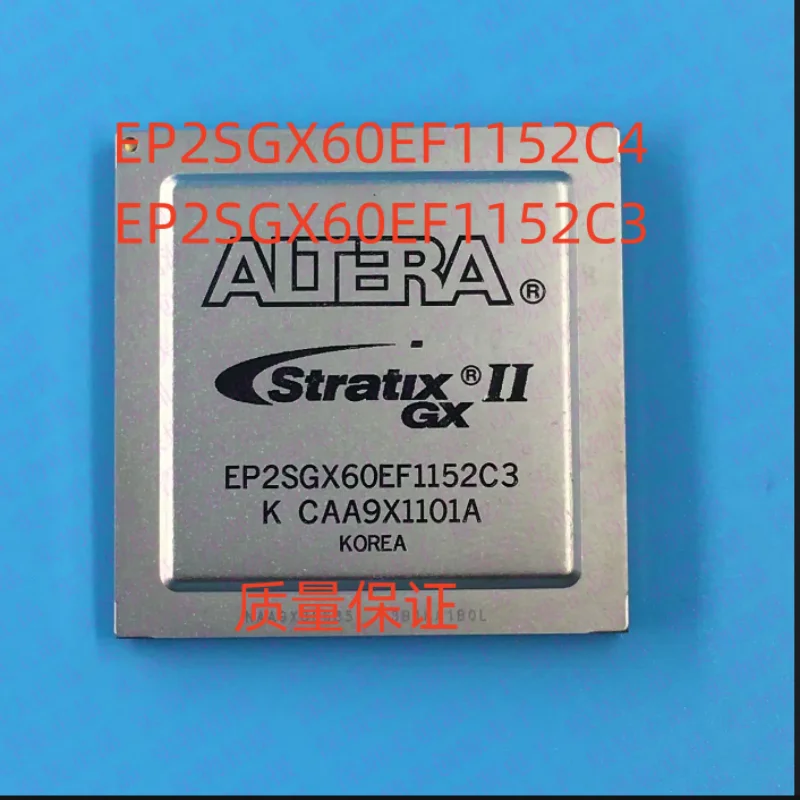 EP2SGX60EF1152C4
EP2SGX60EF1152C3
ALTERA®
Stratix® II
GX
EP2SGX60EF1152C3
K CAA9X1101A
KOREA
质量保证